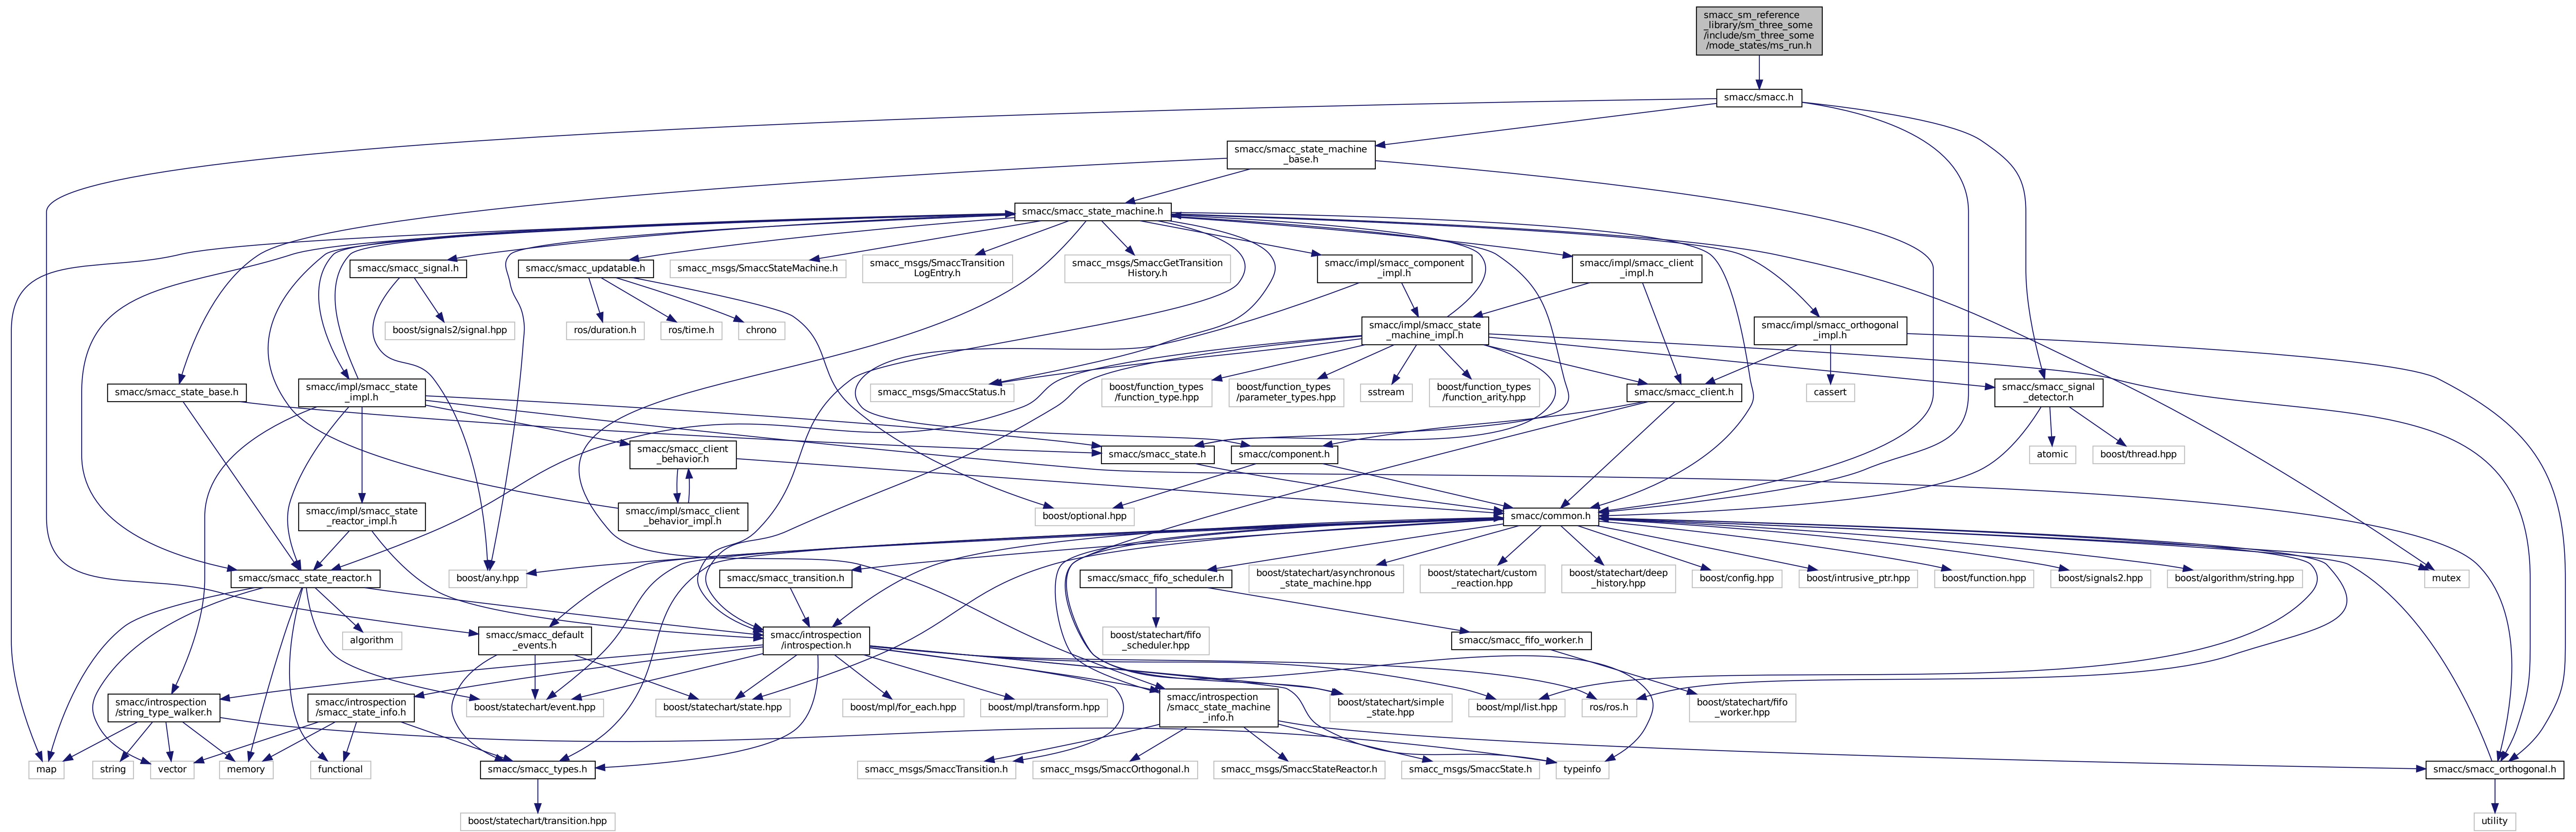 smacc_sm_reference
_library/sm_three_some
/include/sm_three_some
/mode_states/ms_run.h
smacc/smacc.h
smacc/smacc_state_machine
_base.h
smacc/smacc_state_machine.h
smacc/smacc_signal.h
smacc/smacc_updatable.h
smacc_msgs/SmaccStateMachine.h
smacc_msgs/SmaccTransition
LogEntry.h
smacc_msgs/SmaccGetTransition
History.h
smacc/impl/smacc_component
_impl.h
smacc/impl/smacc_client
_impl.h
boost/signals2/signal.hpp
ros/duration.h
ros/time.h
chrono
smacc/impl/smacc_state
_machine_impl.h
smacc/impl/smacc_orthogonal
_impl.h
smacc/smacc_state_base.h
smacc/impl/smacc_state
_impl.h
smacc_msgs/SmaccStatus.h
boost/function_types
/function_type.hpp
boost/function_types
/parameter_types.hpp
sstream
boost/function_types
/function_arity.hpp
smacc/smacc_client.h
cassert
smacc/smacc_signal
_detector.h
smacc/smacc_client
_behavior.h
smacc/smacc_state.h
smacc/component.h
atomic
boost/thread.hpp
smacc/impl/smacc_state
_reactor_impl.h
smacc/impl/smacc_client
_behavior_impl.h
boost/optional.hpp
smacc/common.h
smacc/smacc_state_reactor.h
boost/any.hpp
smacc/smacc_transition.h
smacc/smacc_fifo_scheduler.h
boost/statechart/asynchronous
_state_machine.hpp
boost/statechart/custom
_reaction.hpp
boost/statechart/deep
_history.hpp
boost/config.hpp
boost/intrusive_ptr.hpp
boost/function.hpp
boost/signals2.hpp
boost/algorithm/string.hpp
mutex
algorithm
smacc/smacc_default
_events.h
smacc/introspection
/introspection.h
boost/statechart/fifo
_scheduler.hpp
smacc/smacc_fifo_worker.h
smacc/introspection
/string_type_walker.h
smacc/introspection
/smacc_state_info.h
boost/statechart/event.hpp
boost/statechart/state.hpp
boost/mpl/for_each.hpp
boost/mpl/transform.hpp
smacc/introspection
/smacc_state_machine
_info.h
boost/statechart/simple
_state.hpp
boost/mpl/list.hpp
ros/ros.h
boost/statechart/fifo
_worker.hpp
map
string
vector
memory
functional
smacc/smacc_types.h
smacc_msgs/SmaccTransition.h
smacc_msgs/SmaccOrthogonal.h
smacc_msgs/SmaccStateReactor.h
smacc_msgs/SmaccState.h
typeinfo
smacc/smacc_orthogonal.h
boost/statechart/transition.hpp
utility